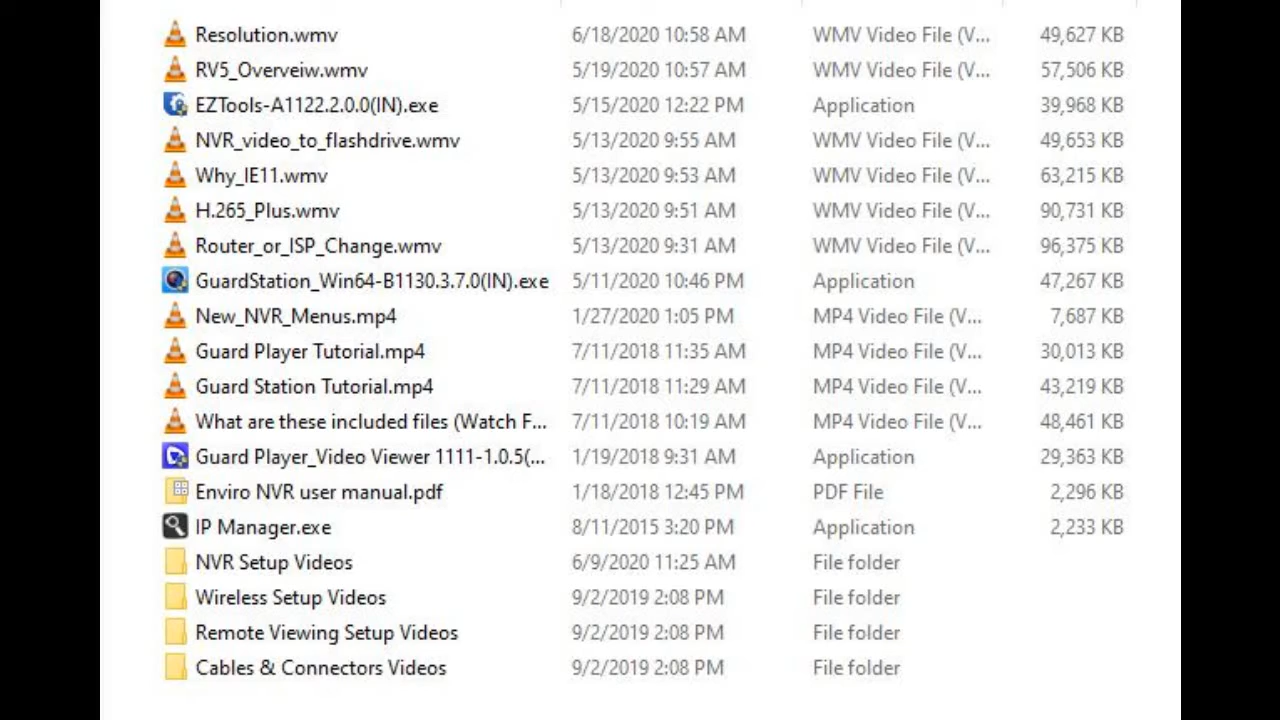 Resolution.wmv 6/18/2020 10:58 AM WMV Video File (V... 49,627 KB
RV5_Overveiw.wmv 5/19/2020 10:57 AM WMV Video File (V... 57,506 KB
EZTools-A1122.2.0.0(IN).exe 5/15/2020 12:22 PM Application 39,968 KB
NVR_video_to_flashdrive.wmv 5/13/2020 9:55 AM WMV Video File (V... 49,653 KB
Why_IE11.wmv 5/13/2020 9:53 AM WMV Video File (V... 63,215 KB
H.265_Plus.wmv 5/13/2020 9:51 AM WMV Video File (V... 90,731 KB
Router_or_ISP_Change.wmv 5/13/2020 9:31 AM WMV Video File (V... 96,375 KB
GuardStation_Win64-B1130.3.7.0(IN).exe 5/11/2020 10:46 PM Application 47,267 KB
New_NVR_Menus.mp4 1/27/2020 1:05 PM MP4 Video File (V... 7,687 KB
Guard Player Tutorial.mp4 7/11/2018 11:35 AM MP4 Video File (V... 30,013 KB
Guard Station Tutorial.mp4 7/11/2018 11:29 AM MP4 Video File (V... 43,219 KB
What are these included files (Watch F... 7/11/2018 10:19 AM MP4 Video File (V... 48,461 KB
Guard Player_Video Viewer 1111-1.0.5(... 1/19/2018 9:31 AM Application 29,363 KB
Enviro NVR user manual.pdf 1/18/2018 12:45 PM PDF File 2,296 KB
IP Manager.exe 8/11/2015 3:20 PM Application 2,233 KB
NVR Setup Videos 6/9/2020 11:25 AM File folder
Wireless Setup Videos 9/2/2019 2:08 PM File folder
Remote Viewing Setup Videos 9/2/2019 2:08 PM File folder
Cables & Connectors Videos 9/2/2019 2:08 PM File folder